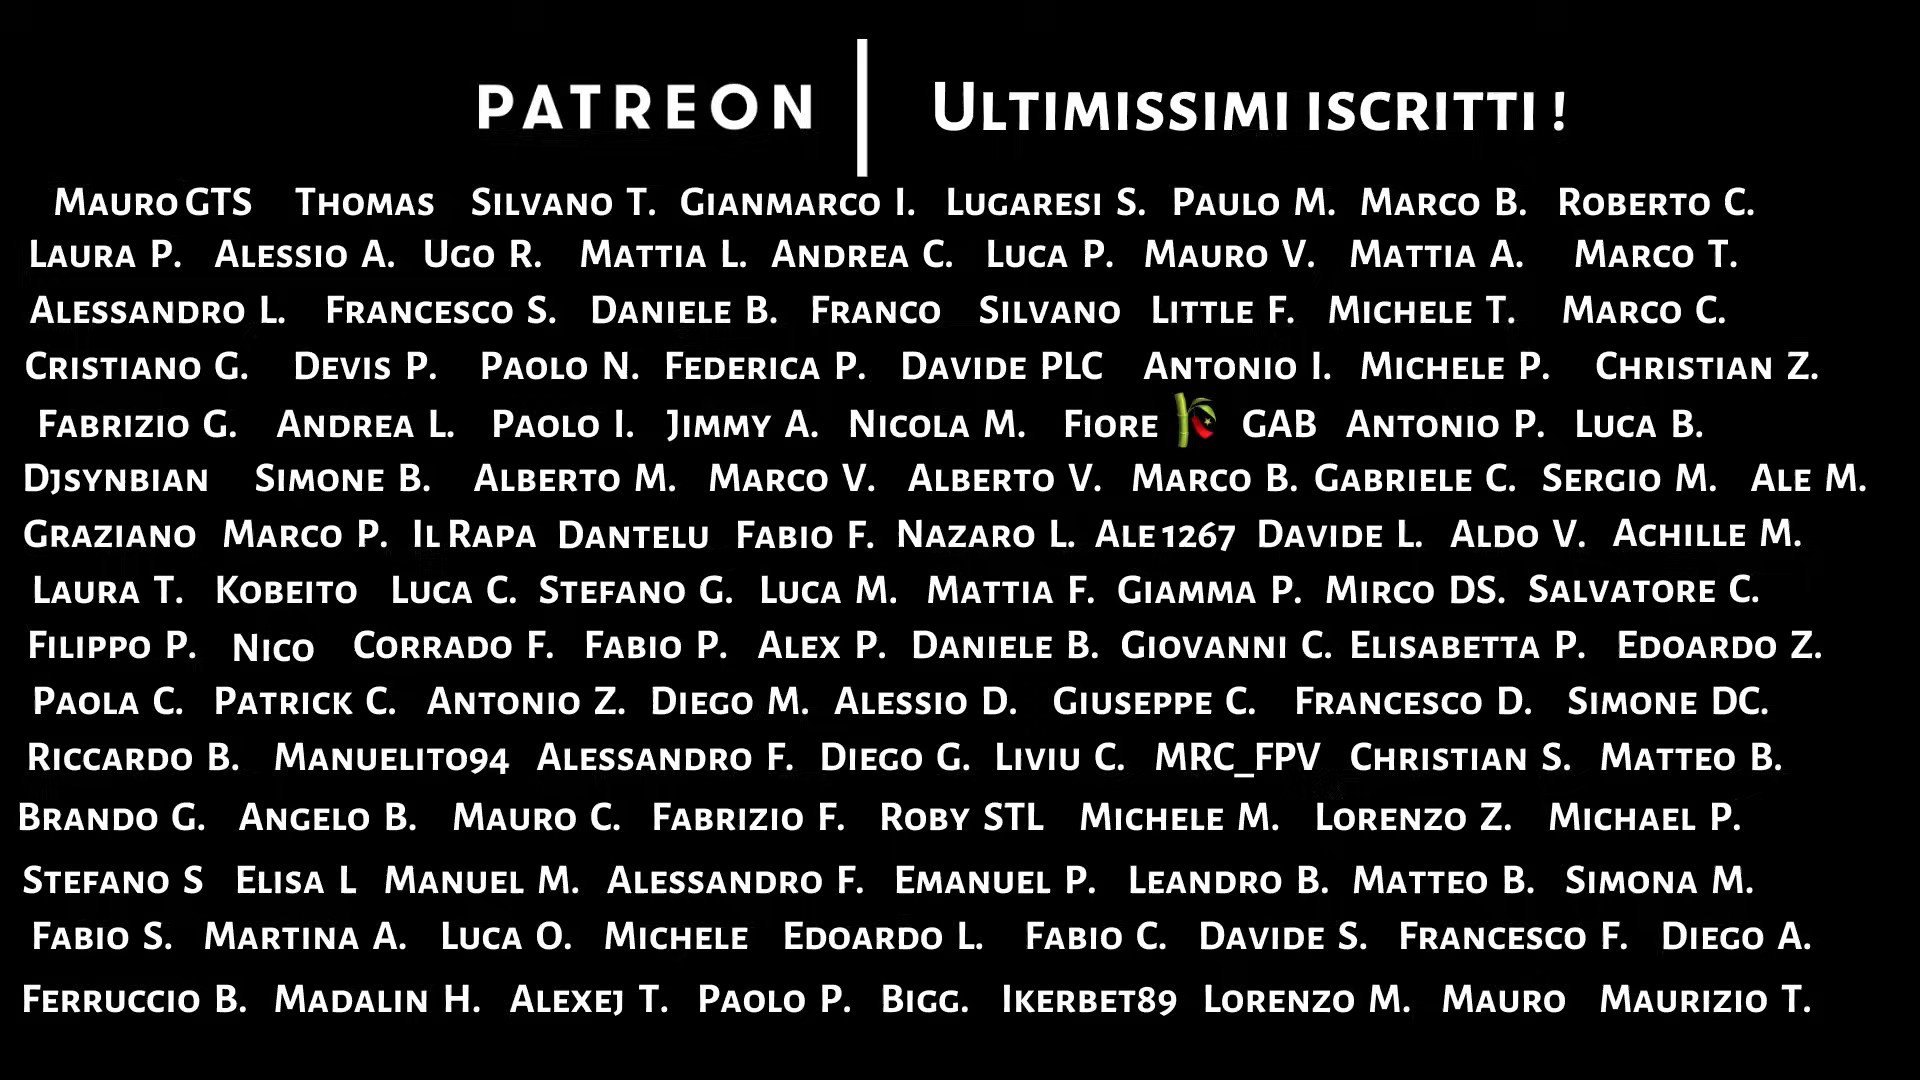 PATREON | Ultimissimi iscritti !
Mauro GTS Thomas Silvano T. Gianmarco I. Lugaresi S. Paulo M. Marco B. Roberto C.
Laura P. Alessio A. Ugo R. Mattia L. Andrea C. Luca P. Mauro V. Mattia A. Marco T.
Alessandro L. Francesco S. Daniele B. Franco Silvano Little F. Michele T. Marco C.
Cristiano G. Devis P. Paolo N. Federica P. Davide PLC Antonio I. Michele P. Christian Z.
Fabrizio G. Andrea L. Paolo I. Jimmy A. Nicola M. Fiore GAB Antonio P. Luca B.
Djsynbian Simone B. Alberto M. Marco V. Alberto V. Marco B. Gabriele C. Sergio M. Ale M.
Graziano Marco P. Il Rapa Dantelu Fabio F. Nazaro L. Ale1267 Davide L. Aldo V. Achille M.
Laura T. Kobeito Luca C. Stefano G. Luca M. Mattia F. Giamma P. Mirco DS. Salvatore C.
Filippo P. Nico Corrado F. Fabio P. Alex P. Daniele B. Giovanni C. Elisabetta P. Edoardo Z.
Paola C. Patrick C. Antonio Z. Diego M. Alessio D. Giuseppe C. Francesco D. Simone DC.
Riccardo B. Manuelito94 Alessandro F. Diego G. Liviu C. MRC_FPV Christian S. Matteo B.
Brando G. Angelo B. Mauro C. Fabrizio F. Roby STL Michele M. Lorenzo Z. Michael P.
Stefano S Elisa L Manuel M. Alessandro F. Emanuel P. Leandro B. Matteo B. Simona M.
Fabio S. Martina A. Luca O. Michele Edoardo L. Fabio C. Davide S. Francesco F. Diego A.
Ferruccio B. Madalin H. Alexej T. Paolo P. Bigg. Ikerbet89 Lorenzo M. Mauro Maurizio T.